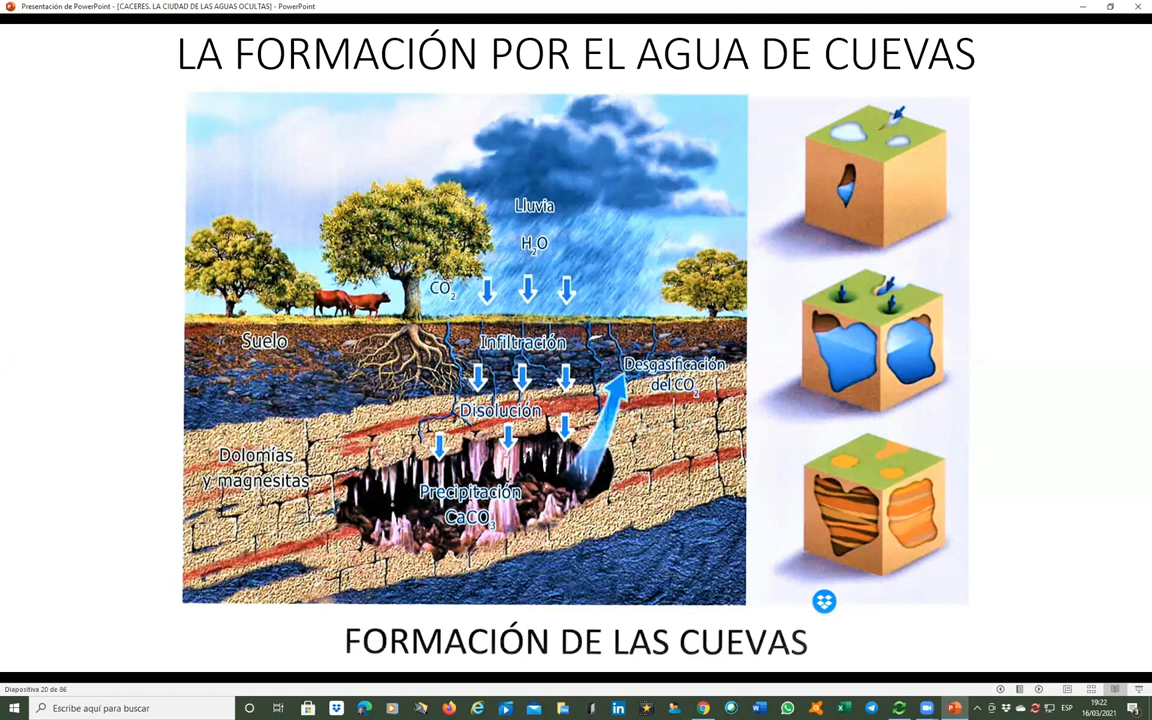 Presentación de PowerPoint - [CACERES. LA CIUDAD DE LAS AGUAS OCULTAS] - PowerPoint
LA FORMACIÓN POR EL AGUA DE CUEVAS
Lluvia
H2O
CO2
Suelo
Infiltración
Desgasificación
del CO2
Disolución
Dolomías
y magnesitas
Precipitación
CaCO3
FORMACIÓN DE LAS CUEVAS
Diapositiva 20 de 86
Escribe aquí para buscar
ESP
19:22
16/03/2021